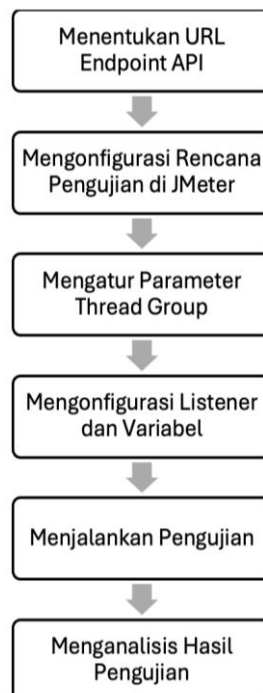 Menentukan URL
Endpoint API
Mengonfigurasi Rencana
Pengujian di JMeter
Mengatur Parameter
Thread Group
Mengonfigurasi Listener
dan Variabel
Menjalankan Pengujian
Menganalisis Hasil
Pengujian